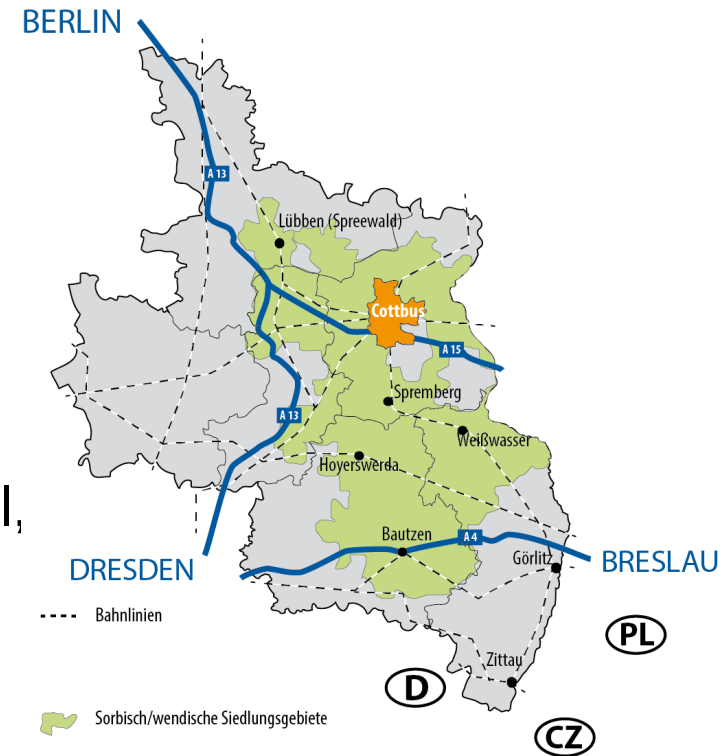 BERLIN
A 13
Lübben (Spreewald)
Cottbus
A 15
Spremberg
A 13
Weißwasser
Hoyerswerda
l,
Bautzen
A 4
Görlitz
BRESLAU
DRESDEN
Bahnlinien
PL
Zittau
D
Sorbisch/wendische Siedlungsgebiete
CZ